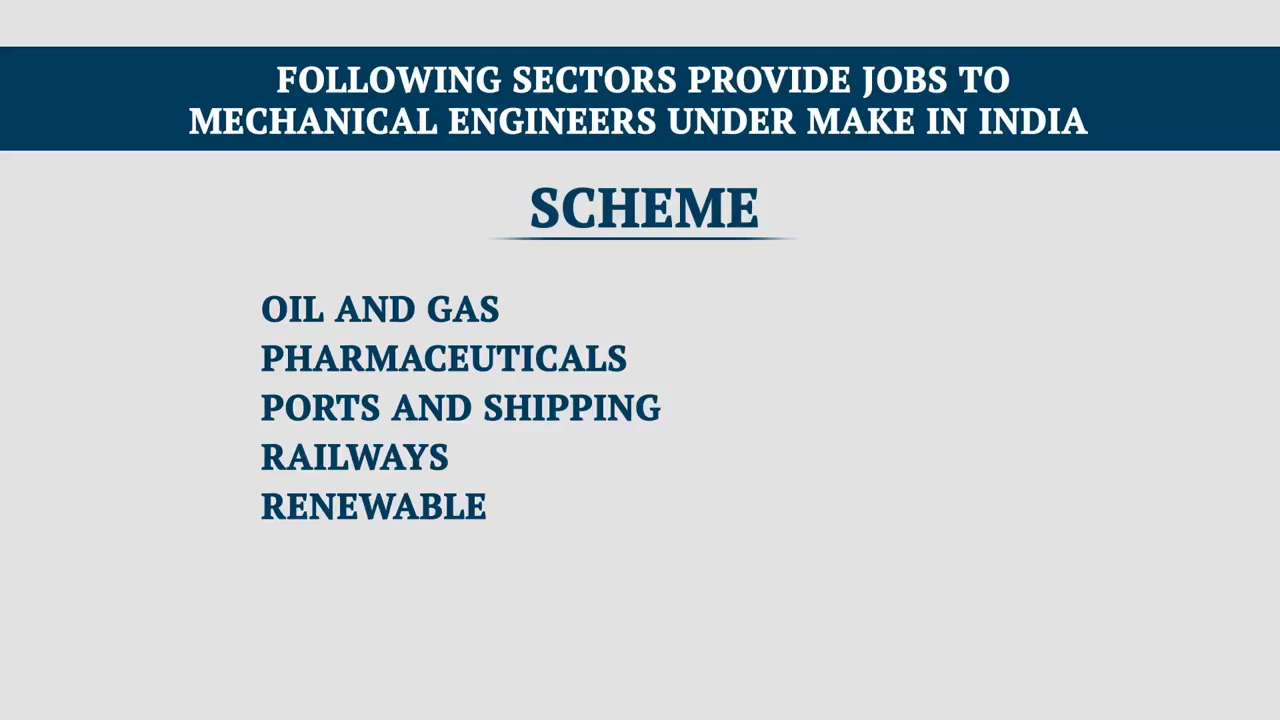 FOLLOWING SECTORS PROVIDE JOBS TO
MECHANICAL ENGINEERS UNDER MAKE IN INDIA
SCHEME
OIL AND GAS
PHARMACEUTICALS
PORTS AND SHIPPING
RAILWAYS
RENEWABLE